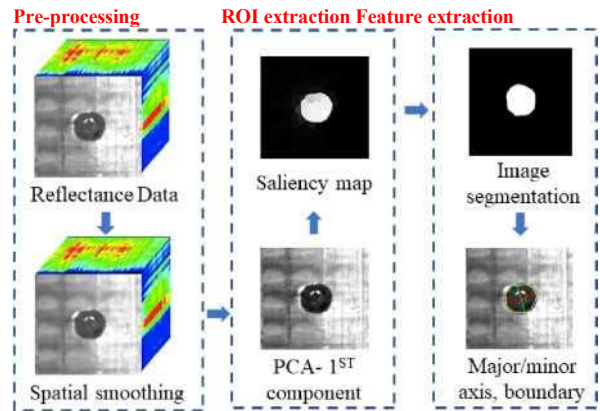 Pre-processing
ROI extraction Feature extraction
Reflectance Data
Spatial smoothing
Saliency map
PCA- 1ST
component
Image
segmentation
Major/minor
axis, boundary